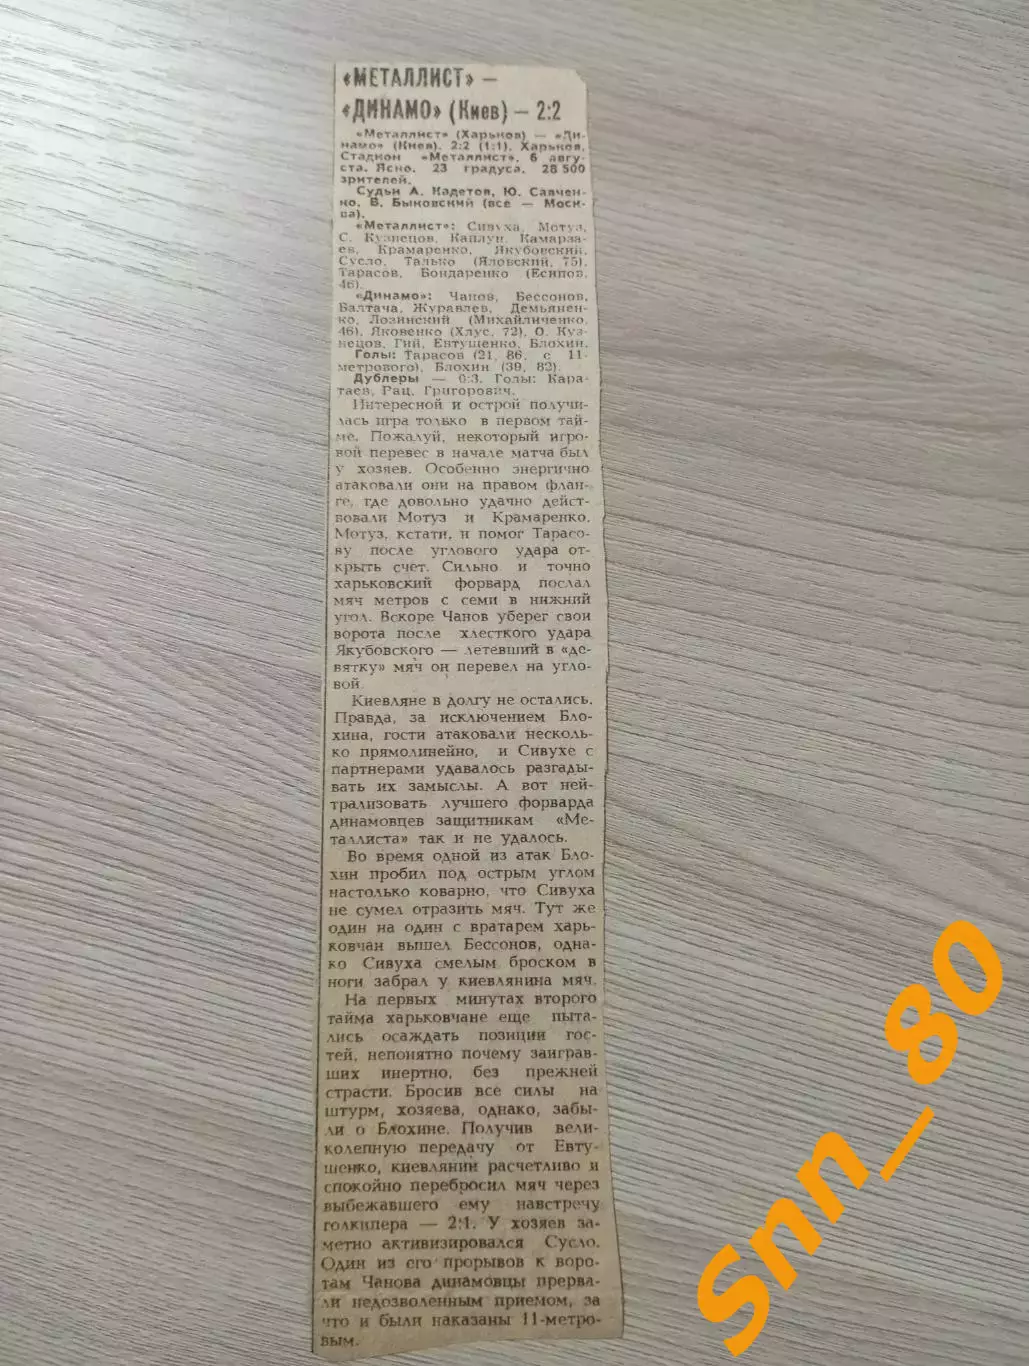 «МЕТАЛЛИСТ» —
«ДИНАМО» (Киев) — 2:2
«Металлист» (Харьков) — «Ди-
намо» (Киев). 2:2 (1:1). Харьков.
Стадион «Металлист». 6 авгу-
ста. Ясно. 23 градуса. 28 500
зрителей.
Судьи А. Кадетов, Ю. Савчен-
ко, В. Быковский (все — Моск-
ва).
«Металлист»: Сивуха, Мотуз,
С. Кузнецов, Каплун, Камарза-
ев, Крамаренко, Якубовский,
Сусло, Талько (Яловский, 75),
Тарасов, Бондаренко (Есипов,
46).
«Динамо»: Чанов, Бессонов,
Балтача, Журавлев, Демьянен-
ко, Лозинский (Михайличенко,
46), Яковенко (Хлус, 72), О. Куз-
нецов, Гий, Евтушенко, Блохин.
Голы: Тарасов (21, 86, с 11-
метрового), Блохин (39, 82).
Дублеры — 0:3. Голы: Кара-
таев, Рац, Григорович.
Интересной и острой получи-
лась игра только в первом тай-
ме. Пожалуй, некоторый игро-
вой перевес в начале матча был
у хозяев. Особенно энергично
атаковали они на правом флан-
ге, где довольно удачно дейст-
вовали Мотуз и Крамаренко.
Мотуз, кстати, и помог Тарасо-
ву после углового удара от-
крыть счет. Сильно и точно
харьковский форвард послал
мяч метров с семи в нижний
угол. Вскоре Чанов уберег свои
ворота после хлесткого удара
Якубовского — летевший в «де-
вятку» мяч он перевел на угло-
вой.
Киевляне в долгу не остались.
Правда, за исключением Бло-
хина, гости атаковали несколь-
ко прямолинейно, и Сивухе с
партнерами удавалось разгады-
вать их замыслы. А вот ней-
трализовать лучшего форварда
динамовцев защитникам «Ме-
таллиста» так и не удалось.
Во время одной из атак Бло-
хин пробил под острым углом
настолько коварно, что Сивуха
не сумел отразить мяч. Тут же
один на один с вратарем харь-
ковчан вышел Бессонов, одна-
ко Сивуха смелым броском в
ноги забрал у киевлянина мяч.
На первых минутах второго
тайма харьковчане еще пыта-
лись осаждать позиции гос-
тей, непонятно почему заиграв-
ших инертно, без прежней
страсти. Бросив все силы на
штурм, хозяева, однако, забы-
ли о Блохине. Получив вели-
колепную передачу от Евту-
шенко, киевлянин расчетливо и
спокойно перебросил мяч через
выбежавшего ему навстречу
голкипера — 2:1. У хозяев за-
метно активизировался Сусло.
Один из его прорывов к воро-
там Чанова динамовцы прерва-
ли недозволенным приемом, за
что и были наказаны 11-метро-
вым.
snn_80